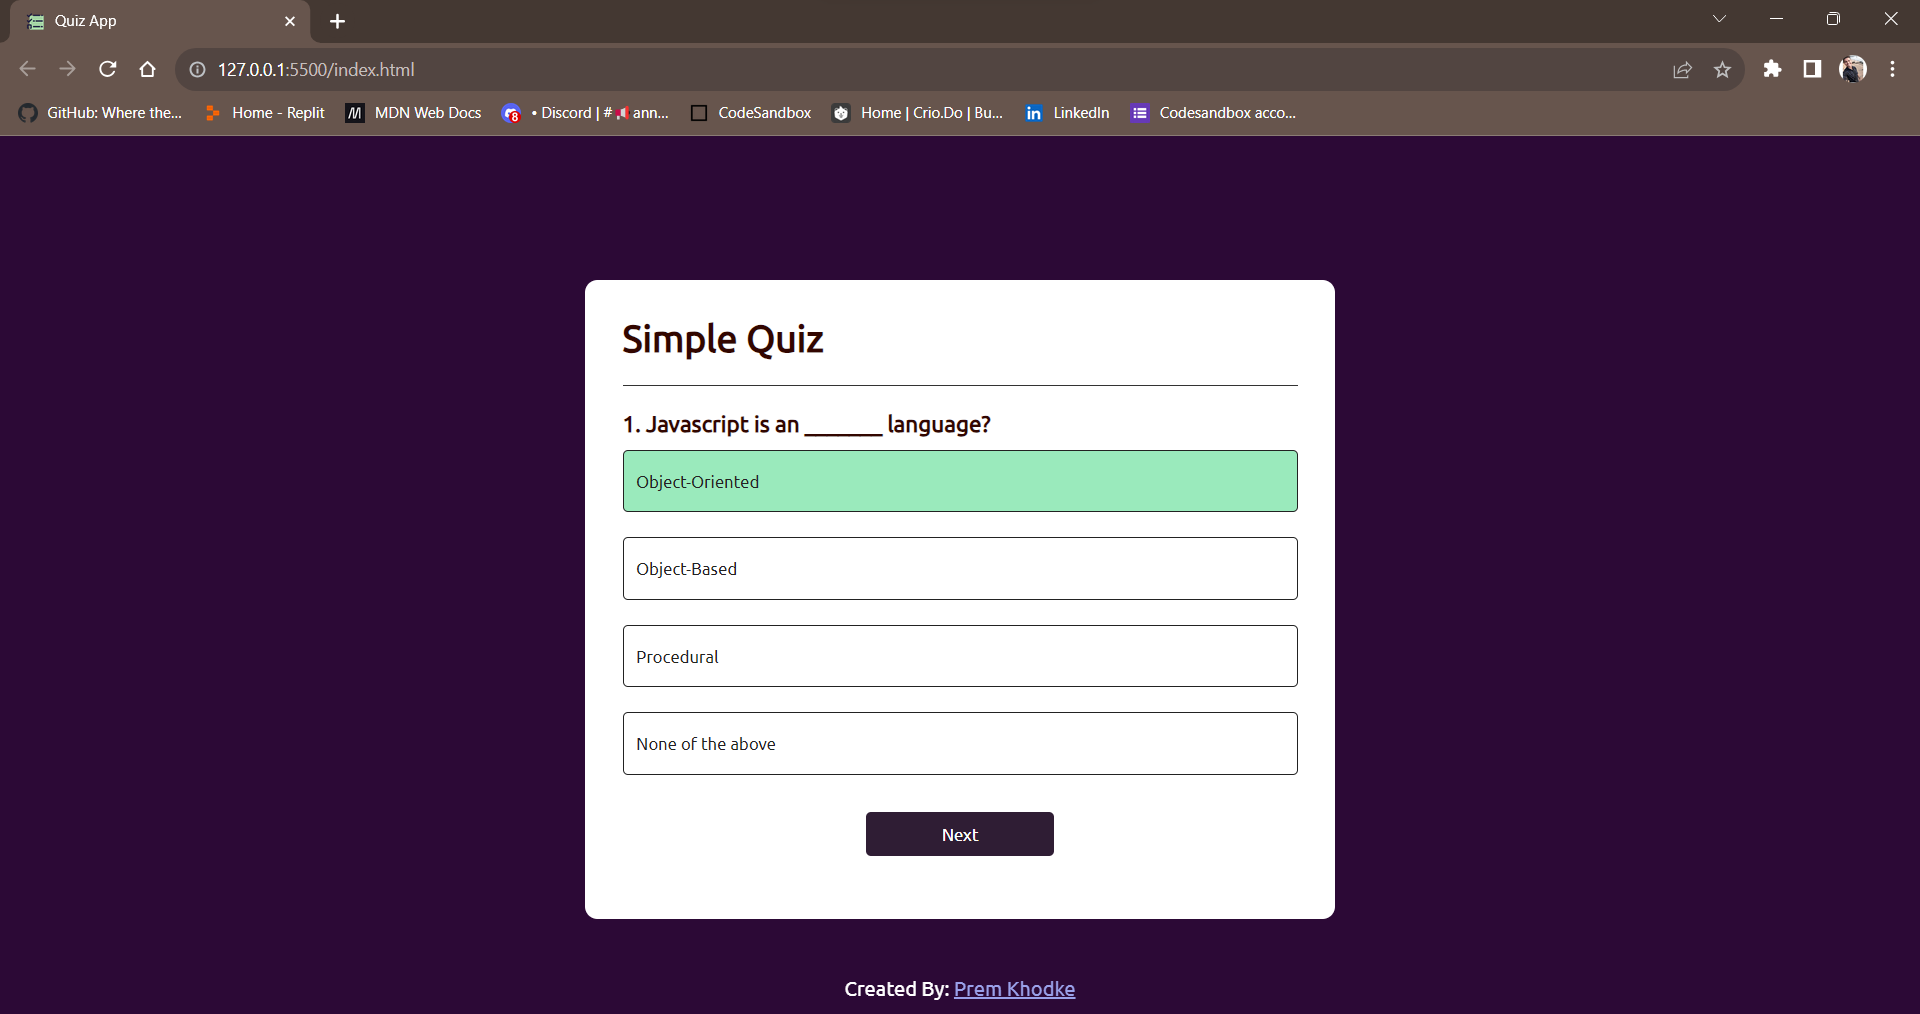 Quiz App
127.0.0.1:5500/index.html
GitHub: Where the... Home - Replit MDN Web Docs 8 • Discord | # ann... CodeSandbox Home | Crio.Do | Bu... in LinkedIn Codesandbox acco...
Simple Quiz
1. Javascript is an _______ language?
Object-Oriented
Object-Based
Procedural
None of the above
Next
Created By: Prem Khodke